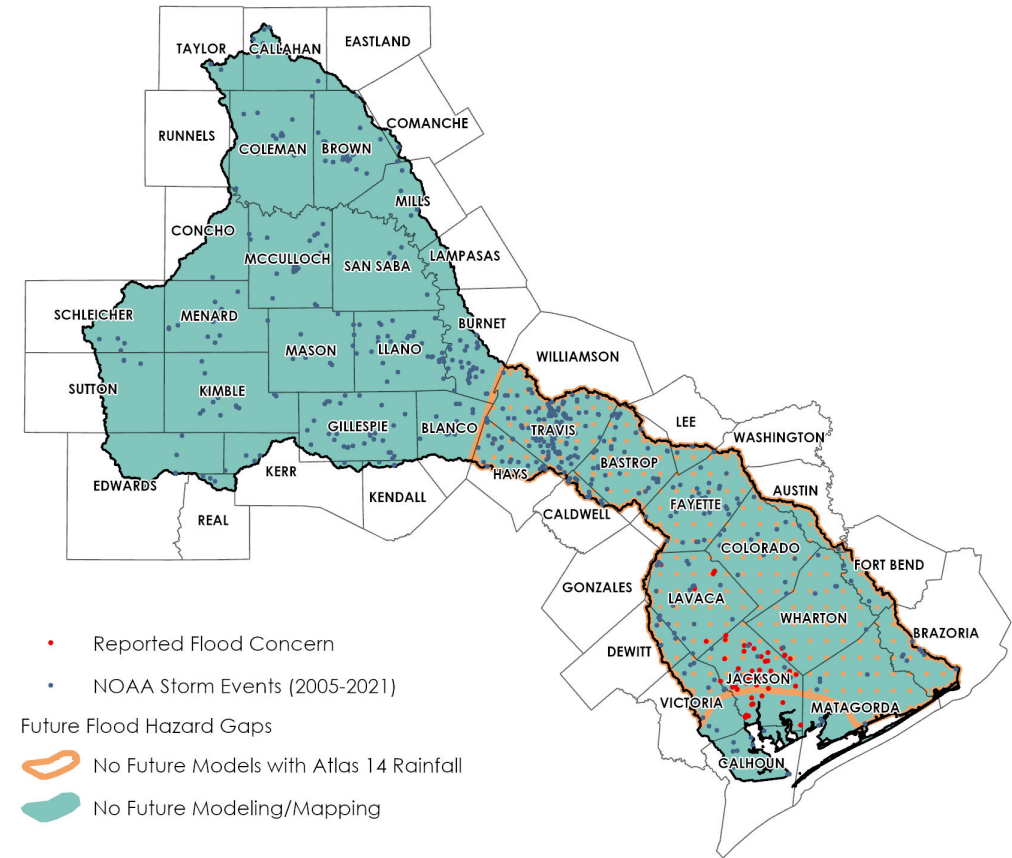 TAYLOR
CALLAHAN
EASTLAND
RUNNELS
COLEMAN
BROWN
COMANCHE
MILLS
CONCHO
MCCULLOCH
SAN SABA
LAMPASAS
SCHLEICHER
MENARD
BURNET
MASON
LLANO
WILLIAMSON
SUTTON
KIMBLE
GILLESPIE
BLANCO
TRAVIS
LEE
WASHINGTON
EDWARDS
KERR
KENDALL
HAYS
BASTROP
AUSTIN
REAL
CALDWELL
FAYETTE
COLORADO
FORT BEND
GONZALES
LAVACA
WHARTON
BRAZORIA
DEWITT
JACKSON
VICTORIA
MATAGORDA
CALHOUN
Reported Flood Concern
NOAA Storm Events (2005-2021)
Future Flood Hazard Gaps
No Future Models with Atlas 14 Rainfall
No Future Modeling/Mapping